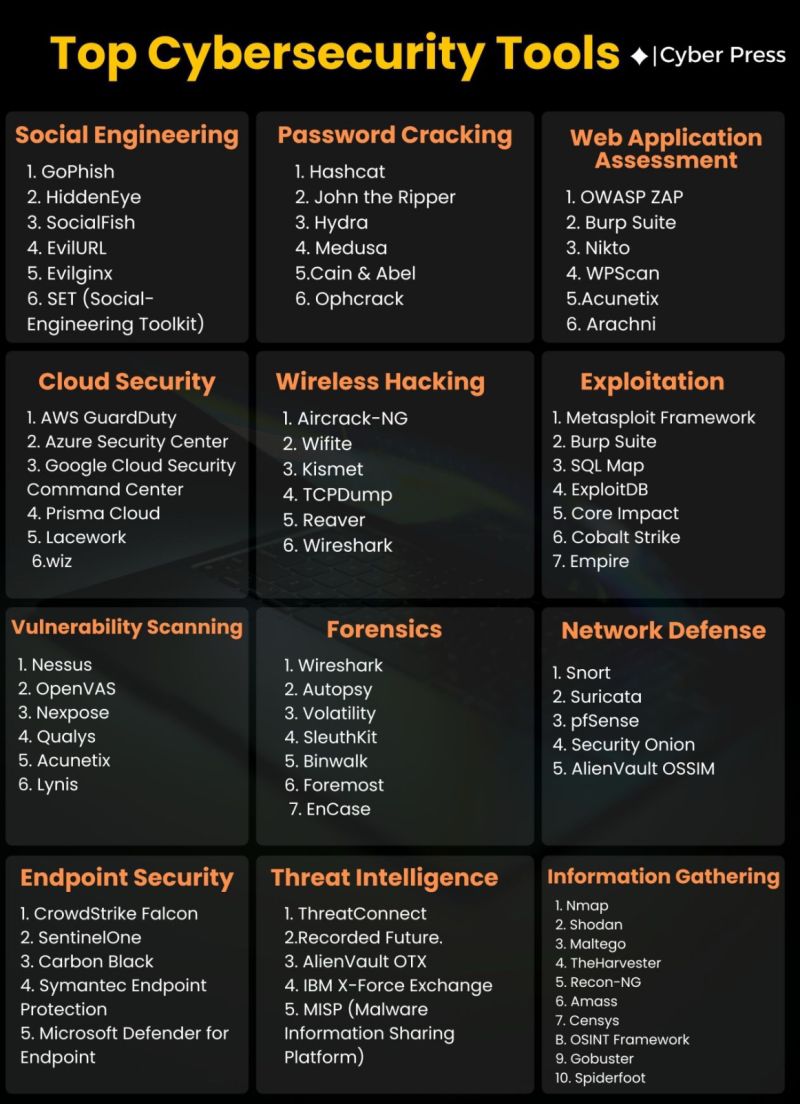 Top Cybersecurity Tools
|Cyber Press
Social Engineering
1. GoPhish
2. HiddenEye
3. SocialFish
4. EvilURL
5. Evilginx
6. SET (Social-
Engineering Toolkit)
Password Cracking
1. Hashcat
2. John the Ripper
3. Hydra
4. Medusa
5.Cain & Abel
6. Ophcrack
Web Application
Assessment
1. OWASP ZAP
2. Burp Suite
3. Nikto
4. WPScan
5.Acunetix
6. Arachni
Cloud Security
1. AWS GuardDuty
2. Azure Security Center
3. Google Cloud Security
Command Center
4. Prisma Cloud
5. Lacework
6.wiz
Wireless Hacking
1. Aircrack-NG
2. Wifite
3. Kismet
4. TCPDump
5. Reaver
6. Wireshark
Exploitation
1. Metasploit Framework
2. Burp Suite
3. SQL Map
4. ExploitDB
5. Core Impact
6. Cobalt Strike
7. Empire
Vulnerability Scanning
1. Nessus
2. OpenVAS
3. Nexpose
4. Qualys
5. Acunetix
6. Lynis
Forensics
1. Wireshark
2. Autopsy
3. Volatility
4. SleuthKit
5. Binwalk
6. Foremost
7. EnCase
Network Defense
1. Snort
2. Suricata
3. pfSense
4. Security Onion
5. AlienVault OSSIM
Endpoint Security
1. CrowdStrike Falcon
2. SentinelOne
3. Carbon Black
4. Symantec Endpoint
Protection
5. Microsoft Defender for
Endpoint
Threat Intelligence
1. ThreatConnect
2.Recorded Future.
3. AlienVault OTX
4. IBM X-Force Exchange
5. MISP (Malware
Information Sharing
Platform)
Information Gathering
1. Nmap
2. Shodan
3. Maltego
4. TheHarvester
5. Recon-NG
6. Amass
7. Censys
8. OSINT Framework
9. Gobuster
10. Spiderfoot